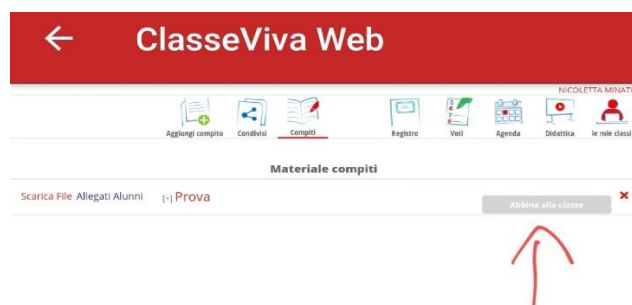 ClasseViva Web
NICOLETTA MINATI
Aggiungi compito Condivisi Compiti Registro Voti Agenda Didattica le mie classi
Materiale compiti
Scarica File Allegati Alunni [+] Prova Abbina alla classe